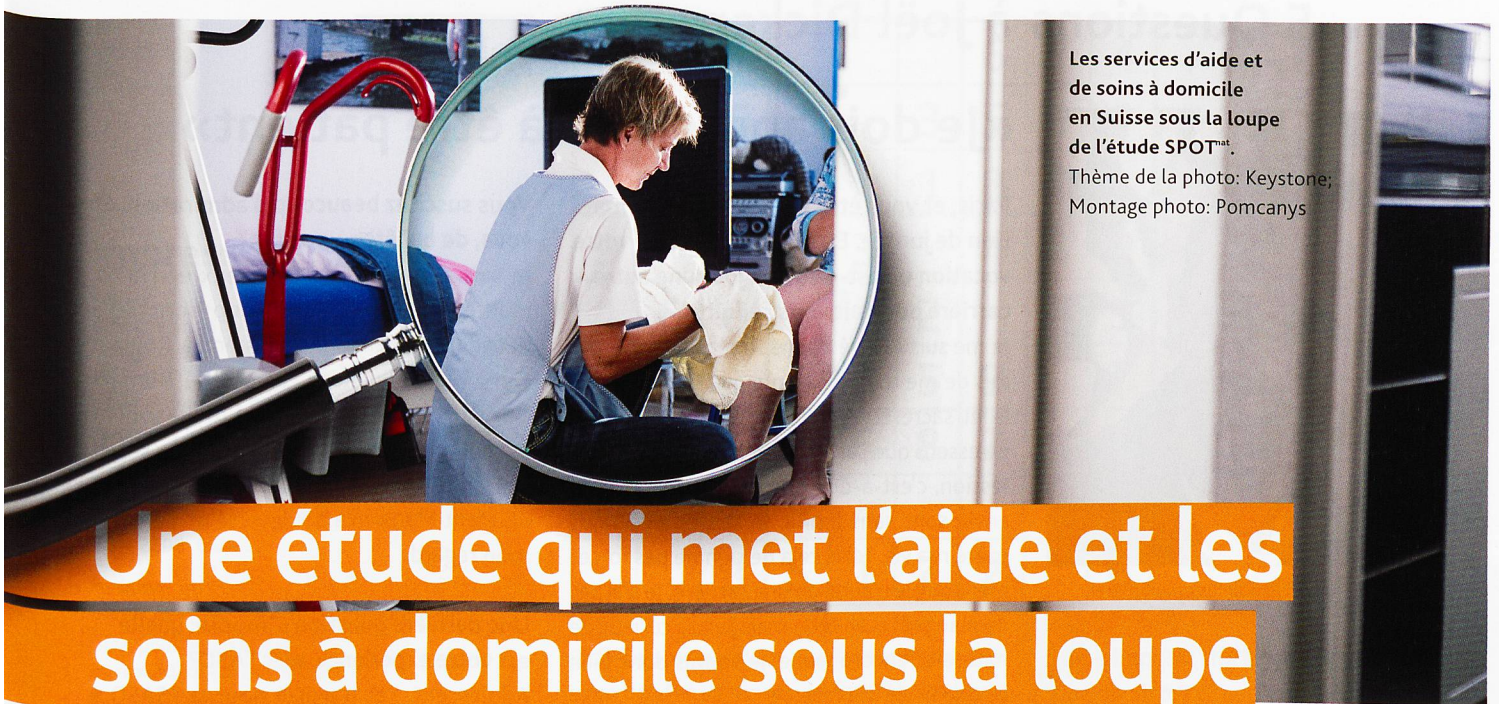 Les services d'aide et
de soins à domicile
en Suisse sous la loupe
de l'étude SPOTⁿᵃᵗ.
Thème de la photo: Keystone;
Montage photo: Pomcanys
Une étude qui met l'aide et les
soins à domicile sous la loupe